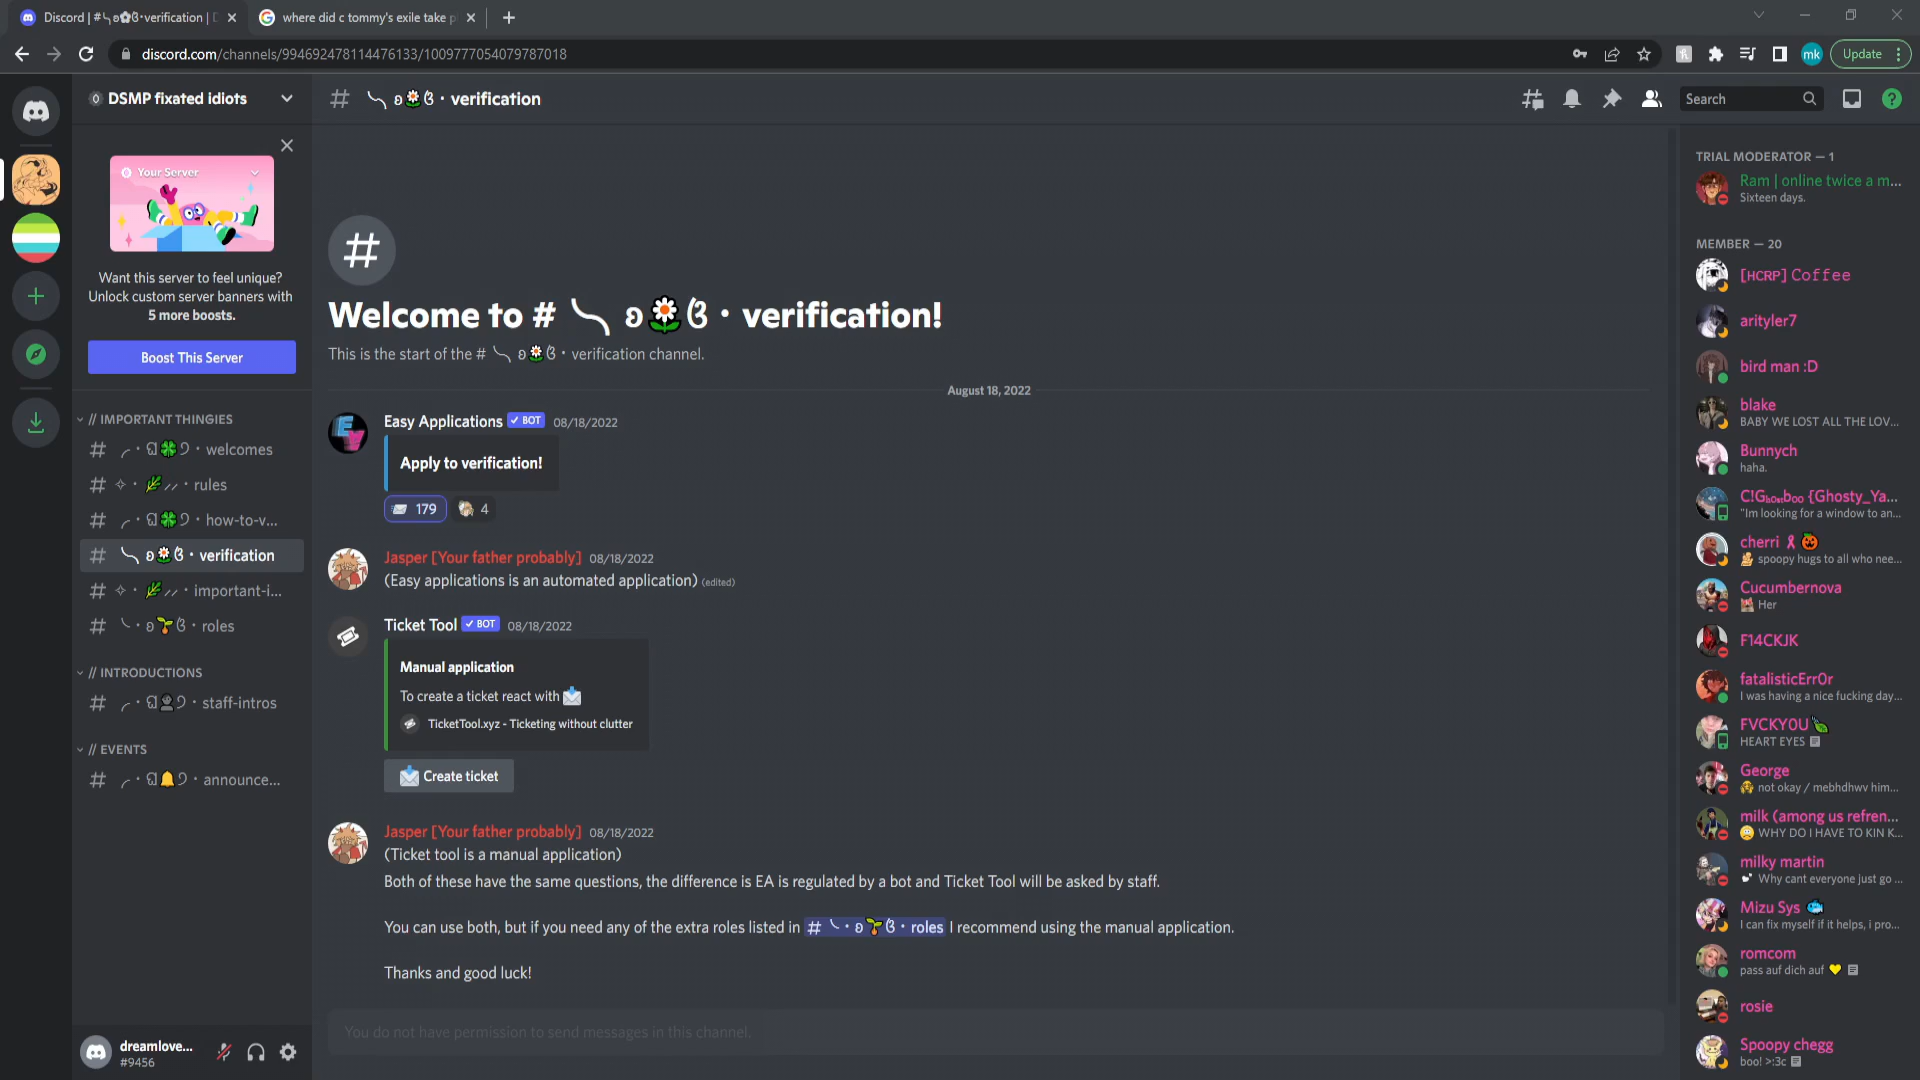 Discord | #╰ʚ🌼ɞ・verification | D
where did c tommy's exile take p
discord.com/channels/994692478114476133/1009777054079787018
mk
Update
DSMP fixated idiots
╰ ʚ🌼ɞ・verification
Search
Your Server
Want this server to feel unique?
Unlock custom server banners with
5 more boosts.
Boost This Server
// IMPORTANT THINGIES
╭・ଘ🍀੭・welcomes
✧・🌿⸝⸝・rules
╭・ଘ🍀੭・how-to-v...
╰ ʚ🌼ɞ・verification
✧・🌿⸝⸝・important-i...
╰・ʚ🌱ɞ・roles
// INTRODUCTIONS
╭・ଘ👤੭・staff-intros
// EVENTS
╭・ଘ🔔੭・announce...
dreamlove...
#9456
Welcome to # ╰ ʚ🌼ɞ・verification!
This is the start of the # ╰ ʚ🌼ɞ・verification channel.
August 18, 2022
Easy Applications ✓ BOT 08/18/2022
Apply to verification!
179 4
Jasper [Your father probably] 08/18/2022
(Easy applications is an automated application) (edited)
Ticket Tool ✓ BOT 08/18/2022
Manual application
To create a ticket react with 📩
TicketTool.xyz - Ticketing without clutter
📩 Create ticket
Jasper [Your father probably] 08/18/2022
(Ticket tool is a manual application)
Both of these have the same questions, the difference is EA is regulated by a bot and Ticket Tool will be asked by staff.
You can use both, but if you need any of the extra roles listed in # ╰・ʚ🌱ɞ・roles I recommend using the manual application.
Thanks and good luck!
You do not have permission to send messages in this channel.
TRIAL MODERATOR — 1
Ram | online twice a m...
Sixteen days.
MEMBER — 20
[HCRP] Coffee
arityler7
bird man :D
blake
BABY WE LOST ALL THE LOV...
Bunnych
haha.
C!Gₕₒₛₜbₒₒ {Ghosty_Ya...
"Im looking for a window to an...
cherri 🎗 🎃
spoopy hugs to all who nee...
Cucumbernova
Her
F14CKJK
fatalisticErr0r
I was having a nice fucking day...
FVCKY0U
HEART EYES
George
not okay / mebhdhwv him...
milk (among us refren...
WHY DO I HAVE TO KIN K...
milky martin
Why cant everyone just go ...
Mizu Sys 🐟
I can fix myself if it helps, i pro...
romcom
pass auf dich auf 💛
rosie
Spoopy chegg
boo! >:3c